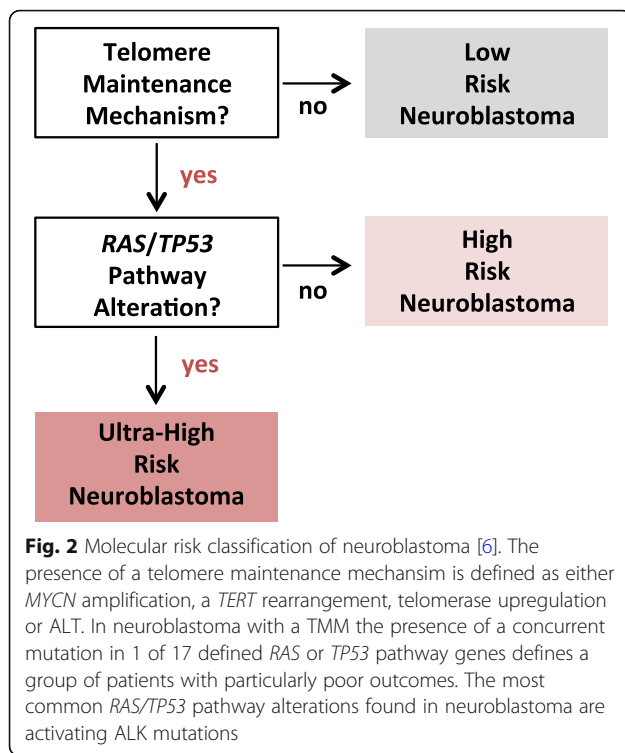 Telomere
Maintenance
Mechanism?
no
Low
Risk
Neuroblastoma
yes
RAS/TP53
Pathway
Alteration?
no
High
Risk
Neuroblastoma
yes
Ultra-High
Risk
Neuroblastoma
Fig. 2 Molecular risk classification of neuroblastoma [6]. The
presence of a telomere maintenance mechansim is defined as either
MYCN amplification, a TERT rearrangement, telomerase upregulation
or ALT. In neuroblastoma with a TMM the presence of a concurrent
mutation in 1 of 17 defined RAS or TP53 pathway genes defines a
group of patients with particularly poor outcomes. The most
common RAS/TP53 pathway alterations found in neuroblastoma are
activating ALK mutations